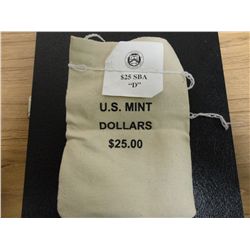 $25 SBA
"D"
U.S. MINT
DOLLARS
$25.00